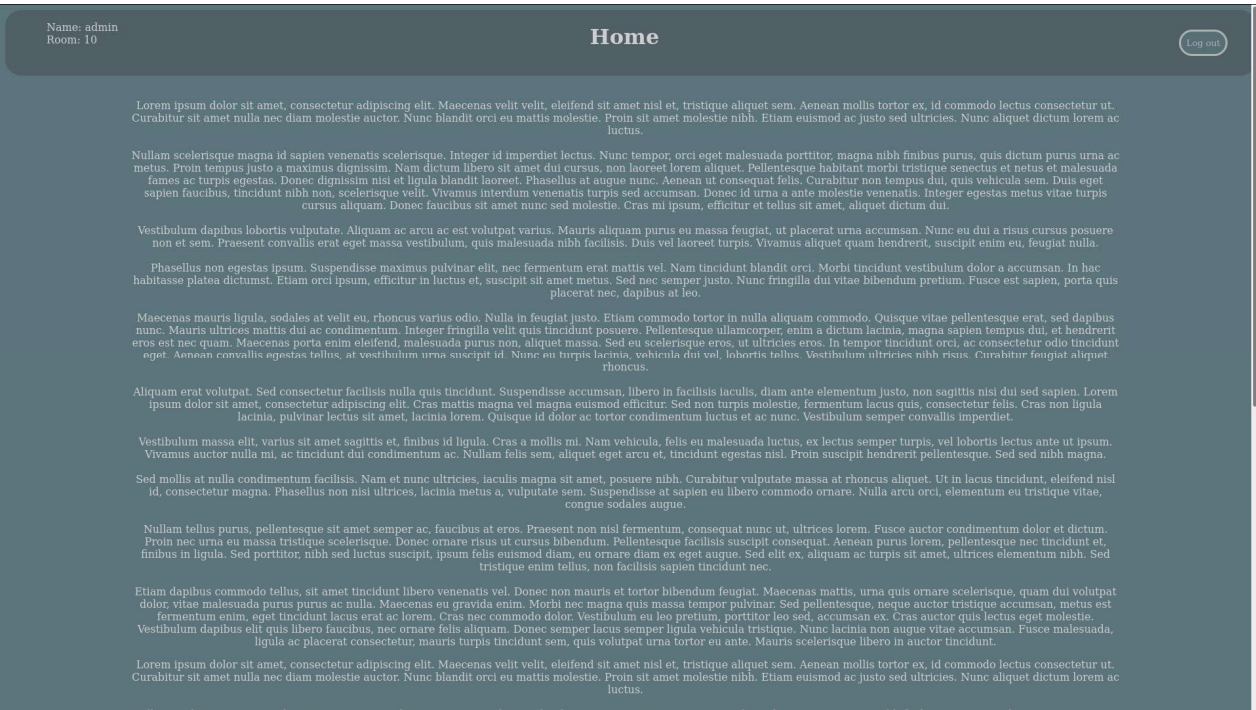 Name: admin
Room: 10
Home
Log out
Lorem ipsum dolor sit amet, consectetur adipiscing elit. Maecenas velit velit, eleifend sit amet nisl et, tristique aliquet sem. Aenean mollis tortor ex, id commodo lectus consectetur ut.
Curabitur sit amet nulla nec diam molestie auctor. Nunc blandit orci eu mattis molestie. Proin sit amet molestie nibh. Etiam euismod ac justo sed ultricies. Nunc aliquet dictum lorem ac
luctus.
Nullam scelerisque magna id sapien venenatis scelerisque. Integer id imperdiet lectus. Nunc tempor, orci eget malesuada porttitor, magna nibh finibus purus, quis dictum purus urna ac
metus. Proin tempus justo a maximus dignissim. Nam dictum libero sit amet dui cursus, non laoreet lorem aliquet. Pellentesque habitant morbi tristique senectus et netus et malesuada
fames ac turpis egestas. Donec dignissim nisi et ligula blandit laoreet. Phasellus at augue nunc. Aenean ut consequat felis. Curabitur non tempus dui, quis vehicula sem. Duis eget
sapien faucibus, tincidunt nibh non, scelerisque velit. Vivamus interdum venenatis turpis sed accumsan. Donec id urna a ante molestie venenatis. Integer egestas metus vitae turpis
cursus aliquam. Donec faucibus sit amet nunc sed molestie. Cras mi ipsum, efficitur et tellus sit amet, aliquet dictum dui.
Vestibulum dapibus lobortis vulputate. Aliquam ac arcu ac est volutpat varius. Mauris aliquam purus eu massa feugiat, ut placerat urna accumsan. Nunc eu dui a risus cursus posuere
non et sem. Praesent convallis erat eget massa vestibulum, quis malesuada nibh facilisis. Duis vel laoreet turpis. Vivamus aliquet quam hendrerit, suscipit enim eu, feugiat nulla.
Phasellus non egestas ipsum. Suspendisse maximus pulvinar elit, nec fermentum erat mattis vel. Nam tincidunt blandit orci. Morbi tincidunt vestibulum dolor a accumsan. In hac
habitasse platea dictumst. Etiam orci ipsum, efficitur in luctus et, suscipit sit amet metus. Sed nec semper justo. Nunc fringilla dui vitae bibendum pretium. Fusce est sapien, porta quis
placerat nec, dapibus at leo.
Maecenas mauris ligula, sodales at velit eu, rhoncus varius odio. Nulla in feugiat justo. Etiam commodo tortor in nulla aliquam commodo. Quisque vitae pellentesque erat, sed dapibus
nunc. Mauris ultrices mattis dui ac condimentum. Integer fringilla velit quis tincidunt posuere. Pellentesque ullamcorper, enim a dictum lacinia, magna sapien tempus dui, et hendrerit
eros est nec quam. Maecenas porta enim eleifend, malesuada purus non, aliquet massa. Sed eu scelerisque eros, ut ultricies eros. In tempor tincidunt orci, ac consectetur odio tincidunt
eget. Aenean convallis egestas tellus, at vestibulum urna suscipit id. Nunc eu turpis lacinia, vehicula dui vel, lobortis tellus. Vestibulum ultricies nibh risus. Curabitur feugiat aliquet
rhoncus.
Aliquam erat volutpat. Sed consectetur facilisis nulla quis tincidunt. Suspendisse accumsan, libero in facilisis iaculis, diam ante elementum justo, non sagittis nisi dui sed sapien. Lorem
ipsum dolor sit amet, consectetur adipiscing elit. Cras mattis magna vel magna euismod efficitur. Sed non turpis molestie, fermentum lacus quis, consectetur felis. Cras non ligula
lacinia, pulvinar lectus sit amet, lacinia lorem. Quisque id dolor ac tortor condimentum luctus et ac nunc. Vestibulum semper convallis imperdiet.
Vestibulum massa elit, varius sit amet sagittis et, finibus id ligula. Cras a mollis mi. Nam vehicula, felis eu malesuada luctus, ex lectus semper turpis, vel lobortis lectus ante ut ipsum.
Vivamus auctor nulla mi, ac tincidunt dui condimentum ac. Nullam felis sem, aliquet eget arcu et, tincidunt egestas nisl. Proin suscipit hendrerit pellentesque. Sed sed nibh magna.
Sed mollis at nulla condimentum facilisis. Nam et nunc ultricies, iaculis magna sit amet, posuere nibh. Curabitur vulputate massa at rhoncus aliquet. Ut in lacus tincidunt, eleifend nisl
id, consectetur magna. Phasellus non nisi ultrices, lacinia metus a, vulputate sem. Suspendisse at sapien eu libero commodo ornare. Nulla arcu orci, elementum eu tristique vitae,
congue sodales augue.
Nullam tellus purus, pellentesque sit amet semper ac, faucibus at eros. Praesent non nisl fermentum, consequat nunc ut, ultrices lorem. Fusce auctor condimentum dolor et dictum.
Proin nec urna eu massa tristique scelerisque. Donec ornare risus ut cursus bibendum. Pellentesque facilisis suscipit consequat. Aenean purus lorem, pellentesque nec tincidunt et,
finibus in ligula. Sed porttitor, nibh sed luctus suscipit, ipsum felis euismod diam, eu ornare diam ex eget augue. Sed elit ex, aliquam ac turpis sit amet, ultrices elementum nibh. Sed
tristique enim tellus, non facilisis sapien tincidunt nec.
Etiam dapibus commodo tellus, sit amet tincidunt libero venenatis vel. Donec non mauris et tortor bibendum feugiat. Maecenas mattis, urna quis ornare scelerisque, quam dui volutpat
dolor, vitae malesuada purus purus ac nulla. Maecenas eu gravida enim. Morbi nec magna quis massa tempor pulvinar. Sed pellentesque, neque auctor tristique accumsan, metus est
fermentum enim, eget tincidunt lacus erat ac lorem. Cras nec commodo dolor. Vestibulum eu leo pretium, porttitor leo sed, accumsan ex. Cras auctor quis lectus eget molestie.
Vestibulum dapibus elit quis libero faucibus, nec ornare felis aliquam. Donec semper lacus semper ligula vehicula tristique. Nunc lacinia non augue vitae accumsan. Fusce malesuada,
ligula ac placerat consectetur, mauris turpis tincidunt sem, quis volutpat urna tortor eu ante. Mauris scelerisque libero in auctor tincidunt.
Lorem ipsum dolor sit amet, consectetur adipiscing elit. Maecenas velit velit, eleifend sit amet nisl et, tristique aliquet sem. Aenean mollis tortor ex, id commodo lectus consectetur ut.
Curabitur sit amet nulla nec diam molestie auctor. Nunc blandit orci eu mattis molestie. Proin sit amet molestie nibh. Etiam euismod ac justo sed ultricies. Nunc aliquet dictum lorem ac
luctus.